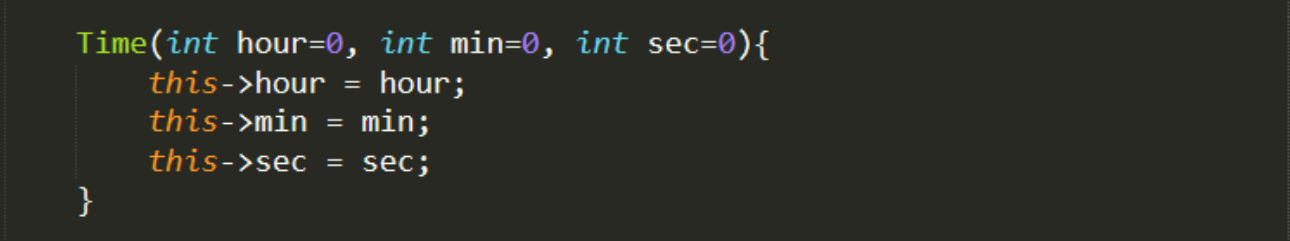 Time(int hour=0, int min=0, int sec=0){
this->hour = hour;
this->min = min;
this->sec = sec;
}